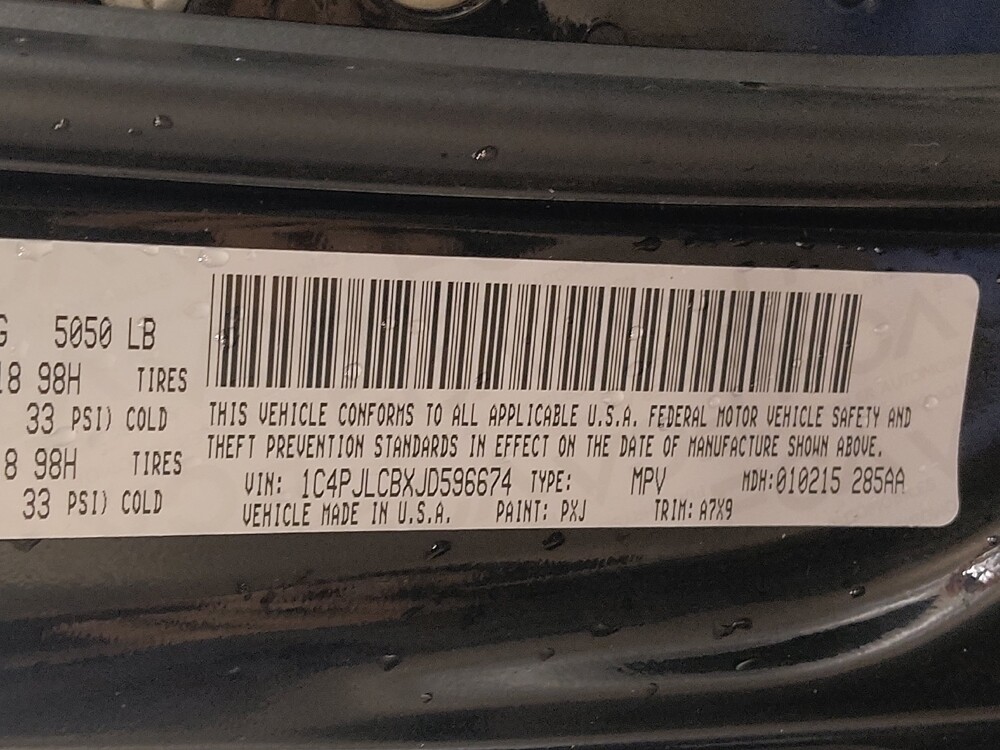 G 5050 LB
18 98H TIRES
33 PSI) COLD
8 98H TIRES
33 PSI) COLD
THIS VEHICLE CONFORMS TO ALL APPLICABLE U.S.A. FEDERAL MOTOR VEHICLE SAFETY AND
THEFT PREVENTION STANDARDS IN EFFECT ON THE DATE OF MANUFACTURE SHOWN ABOVE.
VIN: 1C4PJLCBXJD596674 TYPE: MPV MDH:010215 285AA
VEHICLE MADE IN U.S.A. PAINT: PXJ TRIM: A7X9